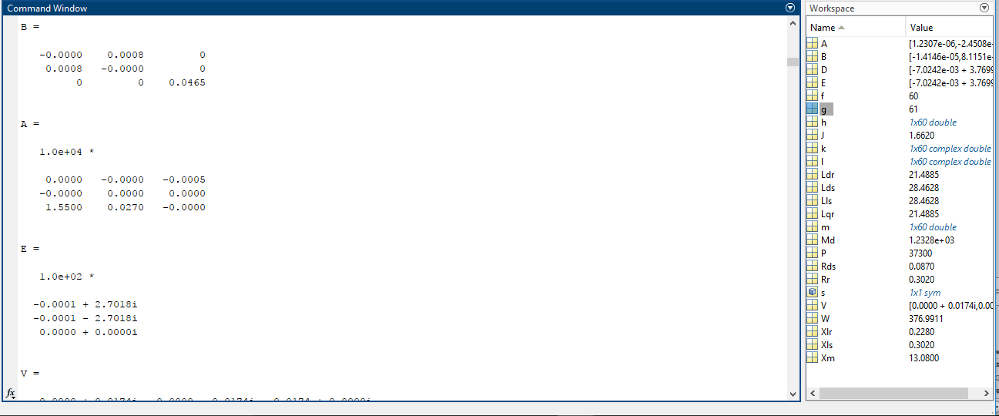 Command Window
B =
-0.0000 0.0008 0
0.0008 -0.0000 0
0 0 0.0465
A =
1.0e+04 *
0.0000 -0.0000 -0.0005
-0.0000 0.0000 0.0000
1.5500 0.0270 -0.0000
E =
1.0e+02 *
-0.0001 + 2.7018i
-0.0001 - 2.7018i
0.0000 + 0.0000i
V =
fx
Workspace
Name Value
A [1.2307e-06,-2.4508e-
B [-1.4146e-05,8.1151e-
D [-7.0242e-03 + 3.7699
E [-7.0242e-03 + 3.7699
f 60
g 61
h 1x60 double
J 1.6620
k 1x60 complex double
l 1x60 complex double
Ldr 21.4885
Lds 28.4628
Lls 28.4628
Lqr 21.4885
m 1x60 double
Md 1.2328e+03
P 37300
Rds 0.0870
Rr 0.3020
s 1x1 sym
V [0.0000 + 0.0174i,0.00
W 376.9911
Xlr 0.2280
Xls 0.3020
Xm 13.0800